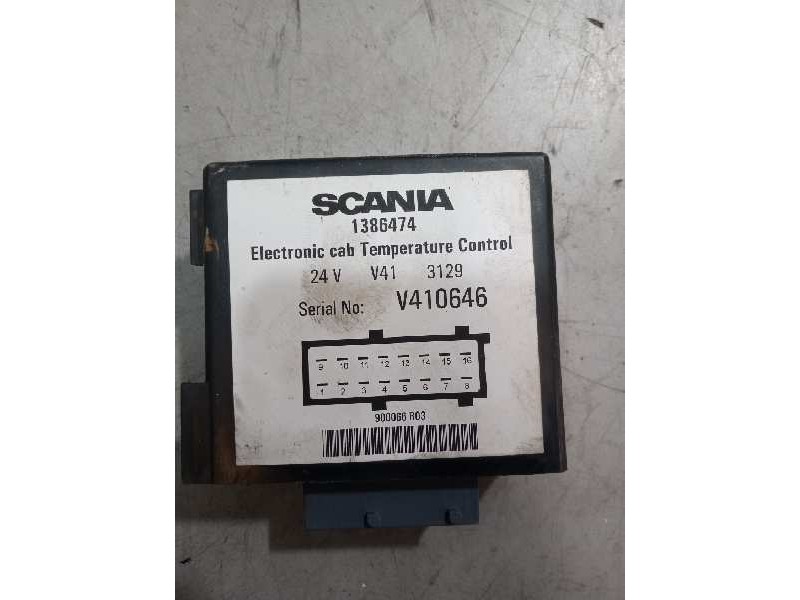 SCANIA
1386474
Electronic cab Temperature Control
24 V V41 3129
Serial No: V410646
9 10 11 12 13 14 15 16
1 2 3 4 5 6 7 8
900066 R03